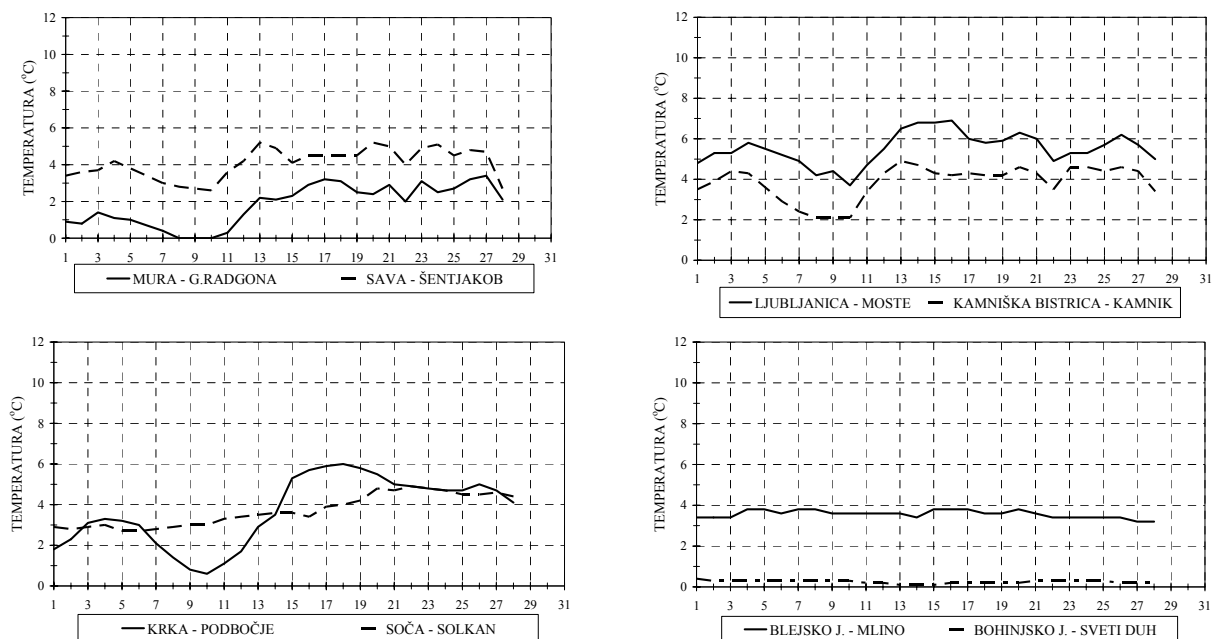 TEMPERATURA (°C)
12
10
8
6
4
2
0
1 3 5 7 9 11 13 15 17 19 21 23 25 27 29 31
MURA - G.RADGONA SAVA - ŠENTJAKOB
TEMPERATURA (°C)
12
10
8
6
4
2
0
1 3 5 7 9 11 13 15 17 19 21 23 25 27 29 31
LJUBLJANICA - MOSTE KAMNIŠKA BISTRICA - KAMNIK
TEMPERATURA (°C)
12
10
8
6
4
2
0
1 3 5 7 9 11 13 15 17 19 21 23 25 27 29 31
KRKA - PODBOČJE SOČA - SOLKAN
TEMPERATURA (°C)
12
10
8
6
4
2
0
1 3 5 7 9 11 13 15 17 19 21 23 25 27 29 31
BLEJSKO J. - MLINO BOHINJSKO J. - SVETI DUH